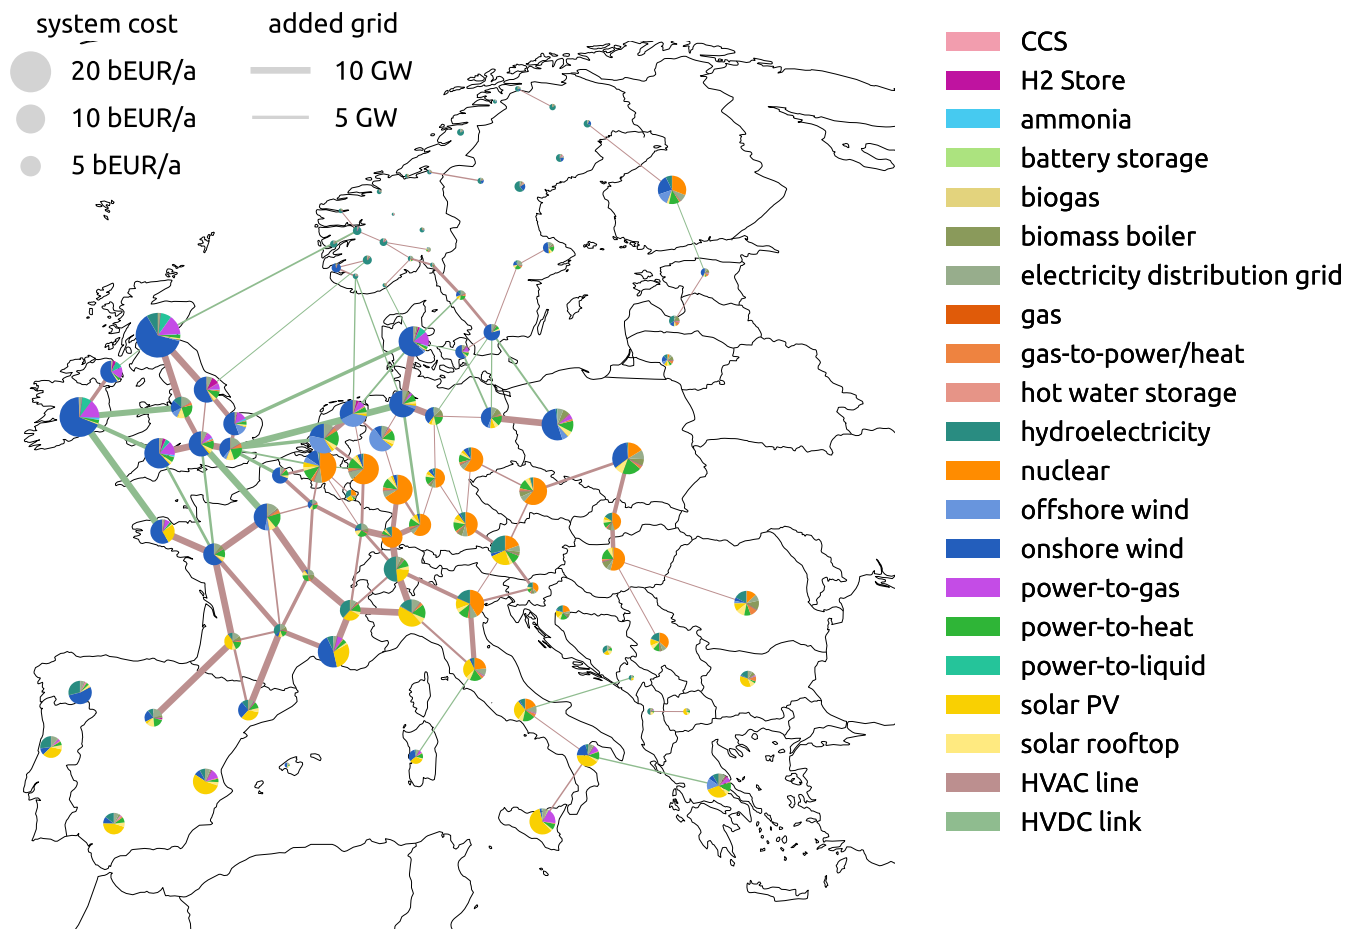 system cost
20 bEUR/a
10 bEUR/a
5 bEUR/a
added grid
10 GW
5 GW
CCS
H2 Store
ammonia
battery storage
biogas
biomass boiler
electricity distribution grid
gas
gas-to-power/heat
hot water storage
hydroelectricity
nuclear
offshore wind
onshore wind
power-to-gas
power-to-heat
power-to-liquid
solar PV
solar rooftop
HVAC line
HVDC link